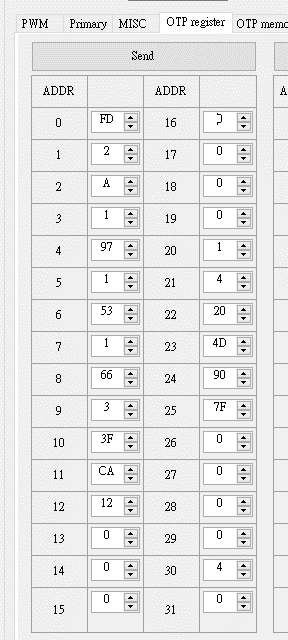 PWM Primary MISC OTP register OTP memo
Send
ADDR ADDR A
0 FD 16
1 2 17 0
2 A 18 0
3 1 19 0
4 97 20 1
5 1 21 4
6 53 22 20
7 1 23 4D
8 66 24 90
9 3 25 7F
10 3F 26 0
11 CA 27 0
12 12 28 0
13 0 29 0
14 0 30 4
15 0 31 0